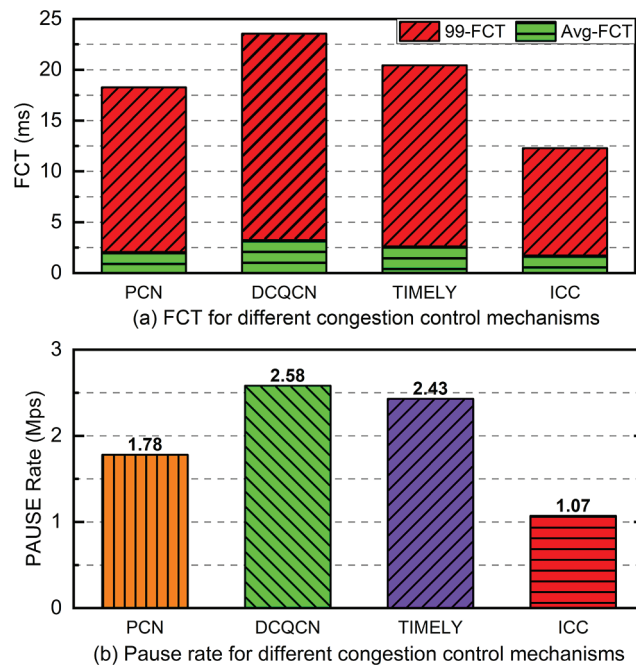 25
20
15
10
5
0
FCT (ms)
99-FCT Avg-FCT
PCN DCQCN TIMELY ICC
(a) FCT for different congestion control mechanisms
3
2
1
0
PAUSE Rate (Mps)
1.78 2.58 2.43 1.07
PCN DCQCN TIMELY ICC
(b) Pause rate for different congestion control mechanisms